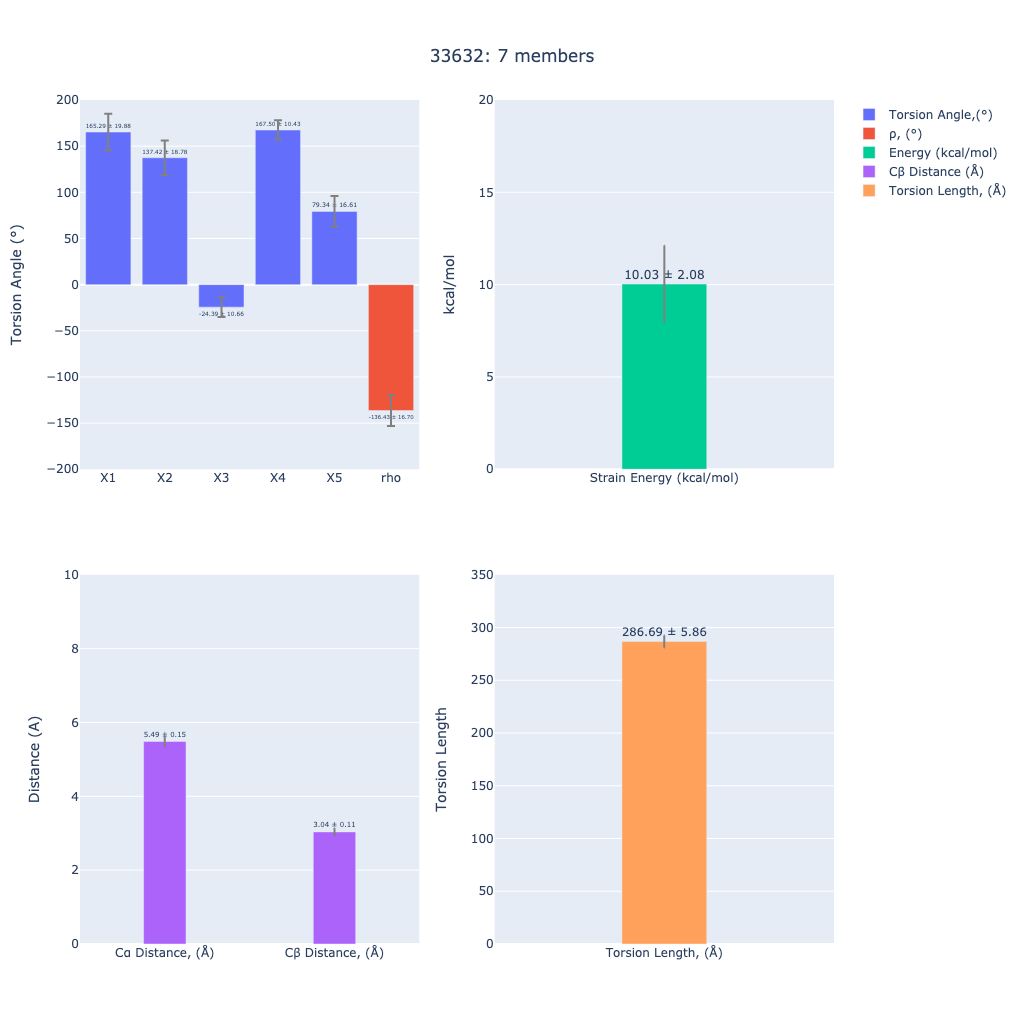 33632: 7 members
Torsion Angle (°)
200
150
100
50
0
−50
−100
−150
−200
165.29 ± 19.88
137.42 ± 18.78
-24.39 ± 10.66
167.50 ± 10.43
79.34 ± 16.61
-136.43 ± 16.70
X1 X2 X3 X4 X5 rho
kcal/mol
20
15
10
5
0
10.03 ± 2.08
Strain Energy (kcal/mol)
Torsion Angle,(°)
ρ, (°)
Energy (kcal/mol)
Cβ Distance (Å)
Torsion Length, (Å)
Distance (A)
10
8
6
4
2
0
5.49 ± 0.15
3.04 ± 0.11
Cα Distance, (Å) Cβ Distance, (Å)
Torsion Length
350
300
250
200
150
100
50
0
286.69 ± 5.86
Torsion Length, (Å)